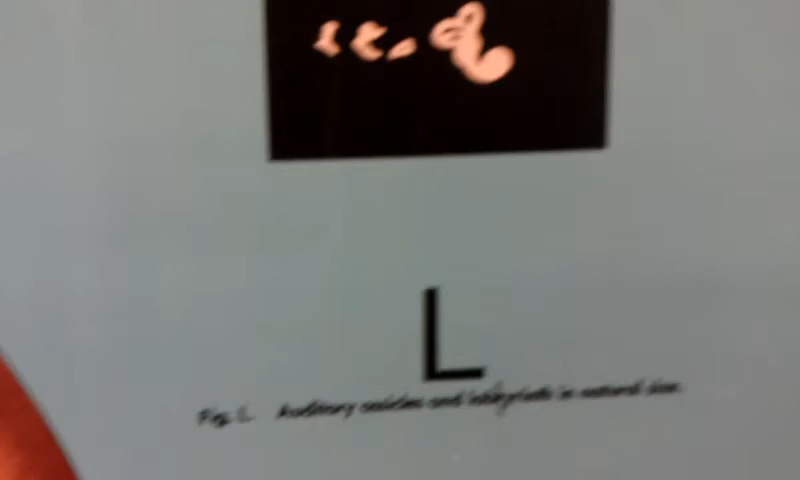 L
Fig. L. Auditory ossicles and labyrinth in natural size.